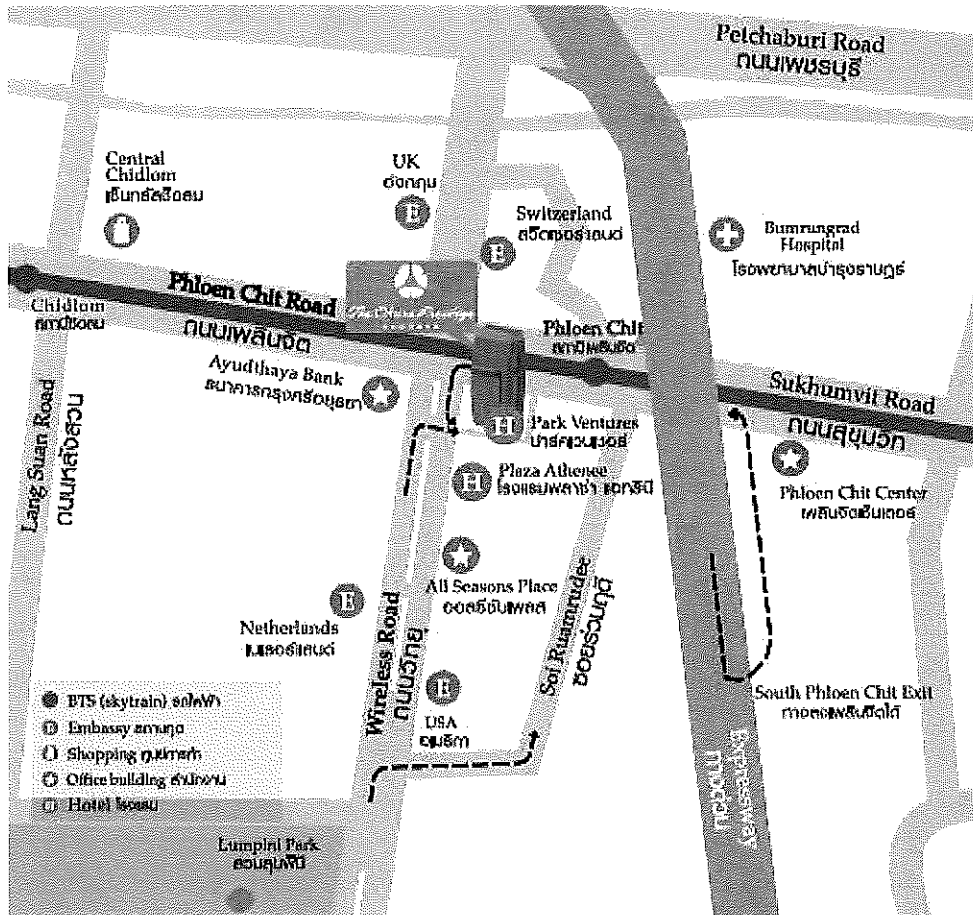 Petchaburi Road
ถนนเพชรบุรี
Central
Chidlom
เซ็นทรัลชิดลม
UK
อังกฤษ
E
Switzerland
สวิตเซอร์แลนด์
E
Bumrungrad
Hospital
โรงพยาบาลบำรุงราษฎร์
Phloen Chit Road
ถนนเพลินจิต
Chidlom
สถานีชิดลม
Phloen Chit
สถานีเพลินจิต
Ayudthaya Bank
ธนาคารกรุงศรีอยุธยา
Sukhumvit Road
ถนนสุขุมวิท
H
Park Ventures
ปาร์คเวนเชอร์
H
Plaza Athenee
โรงแรมพลาซ่า แอทธินี
Phloen Chit Center
เพลินจิตเซ็นเตอร์
Lang Suan Road
ถนนหลังสวน
All Seasons Place
ออลซีซั่นเพลส
E
Netherlands
เนเธอร์แลนด์
Wireless Road
ถนนวิทยุ
Soi Ruamrudee
ซอยร่วมฤดี
E
USA
อเมริกา
South Phloen Chit Exit
ทางลงเพลินจิตใต้
Expressway
ทางด่วน
BTS (skytrain) รถไฟฟ้า
Embassy สถานทูต
Shopping ศูนย์การค้า
Office building สำนักงาน
Hotel โรงแรม
Lumpini Park
สวนลุมพินี